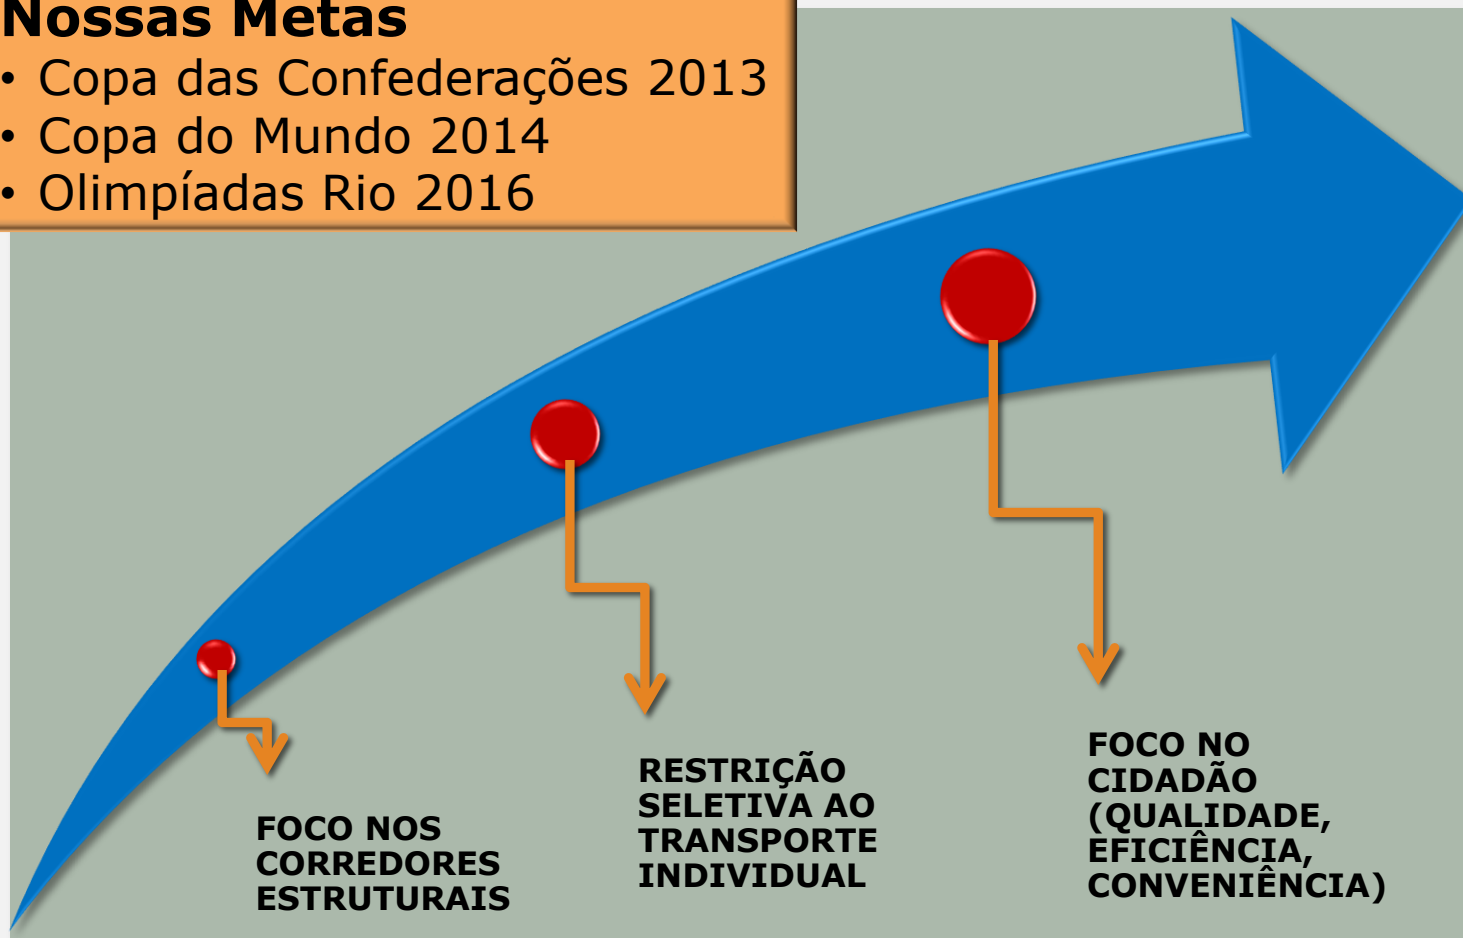 Nossas Metas
• Copa das Confederações 2013
• Copa do Mundo 2014
• Olimpíadas Rio 2016
FOCO NOS
CORREDORES
ESTRUTURAIS
RESTRIÇÃO
SELETIVA AO
TRANSPORTE
INDIVIDUAL
FOCO NO
CIDADÃO
(QUALIDADE,
EFICIÊNCIA,
CONVENIÊNCIA)